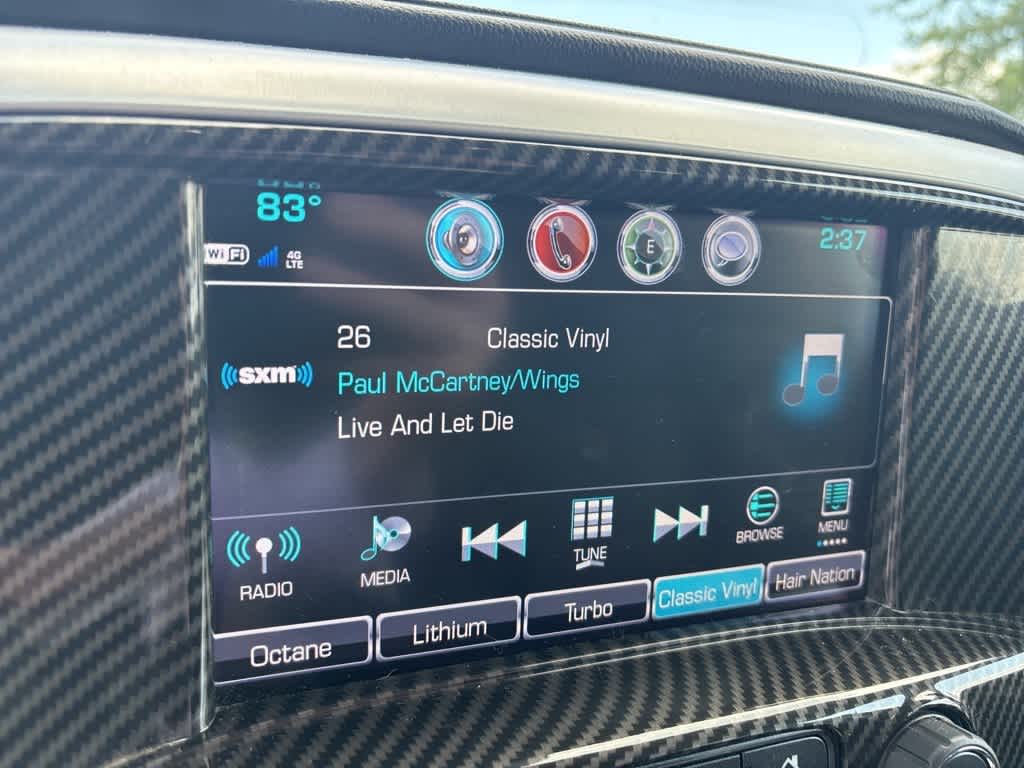 83°
2:37
WiFi
4G
LTE
E
26 Classic Vinyl
sxm
Paul McCartney/Wings
Live And Let Die
RADIO
MEDIA
TUNE
BROWSE
MENU
Octane
Lithium
Turbo
Classic Vinyl
Hair Nation